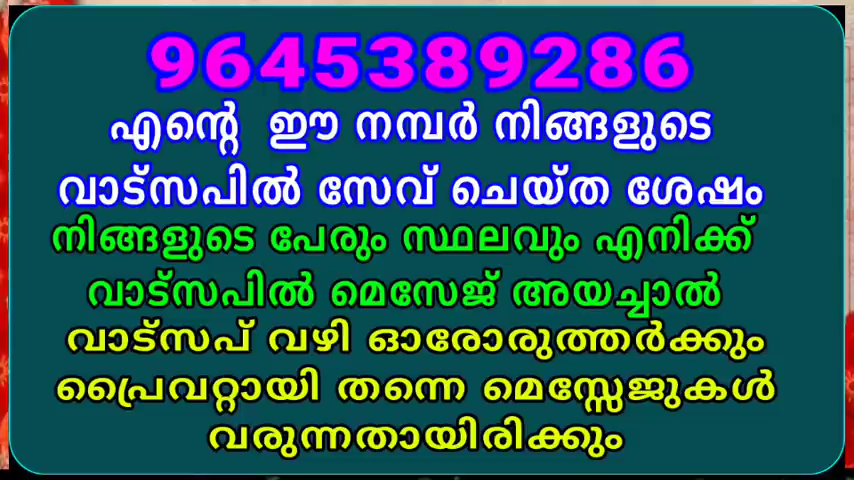 9645389286
എന്റെ ഈ നമ്പർ നിങ്ങളുടെ
വാട്സപിൽ സേവ് ചെയ്ത ശേഷം
നിങ്ങളുടെ പേരും സ്ഥലവും എനിക്ക്
വാട്സപിൽ മെസേജ് അയച്ചാൽ
വാട്സപ് വഴി ഓരോരുത്തർക്കും
പ്രൈവറ്റായി തന്നെ മെസ്സേജുകൾ
വരുന്നതായിരിക്കും